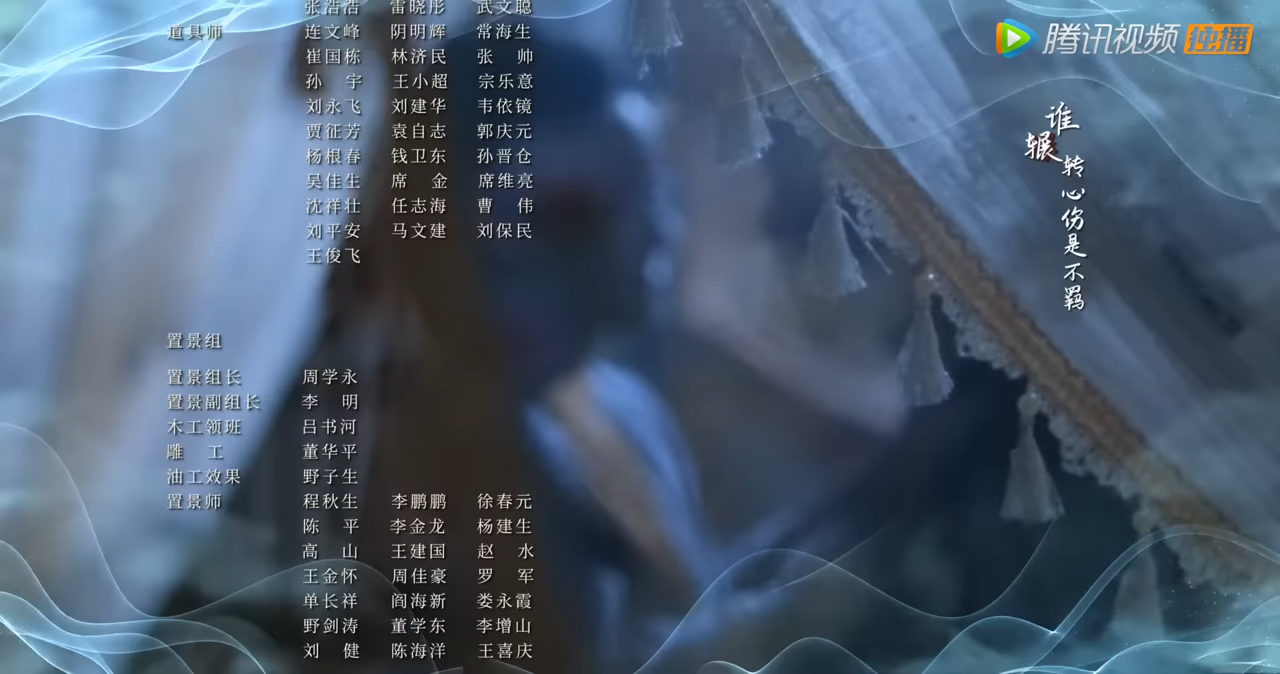 张浩浩 雷晓彤 武文聪
道具师 连文峰 阴明辉 常海生
崔国栋 林济民 张 帅
孙 宇 王小超 宗乐意
刘永飞 刘建华 韦依镜
贾征芳 袁自志 郭庆元
杨根春 钱卫东 孙晋仓
吴佳生 席 金 席维亮
沈祥壮 任志海 曹 伟
刘平安 马文建 刘保民
王俊飞
置景组
置景组长 周学永
置景副组长 李 明
木工领班 吕书河
雕 工 董华平
油工效果 野子生
置景师 程秋生 李鹏鹏 徐春元
陈 平 李金龙 杨建生
高 山 王建国 赵 水
王金怀 周佳豪 罗 军
单长祥 阎海新 娄永霞
野剑涛 董学东 李增山
刘 健 陈海洋 王喜庆
腾讯视频 独播
谁辗转心伤是不羁